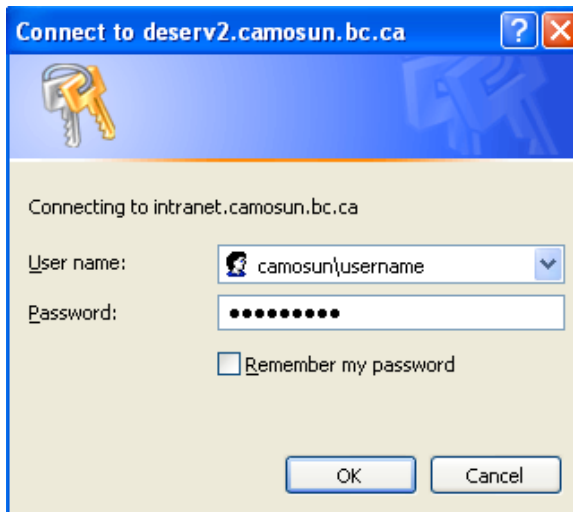 Connect to deserv2.camosun.bc.ca
Connecting to intranet.camosun.bc.ca
User name: camosun\username
Password: •••••••••
Remember my password
OK Cancel